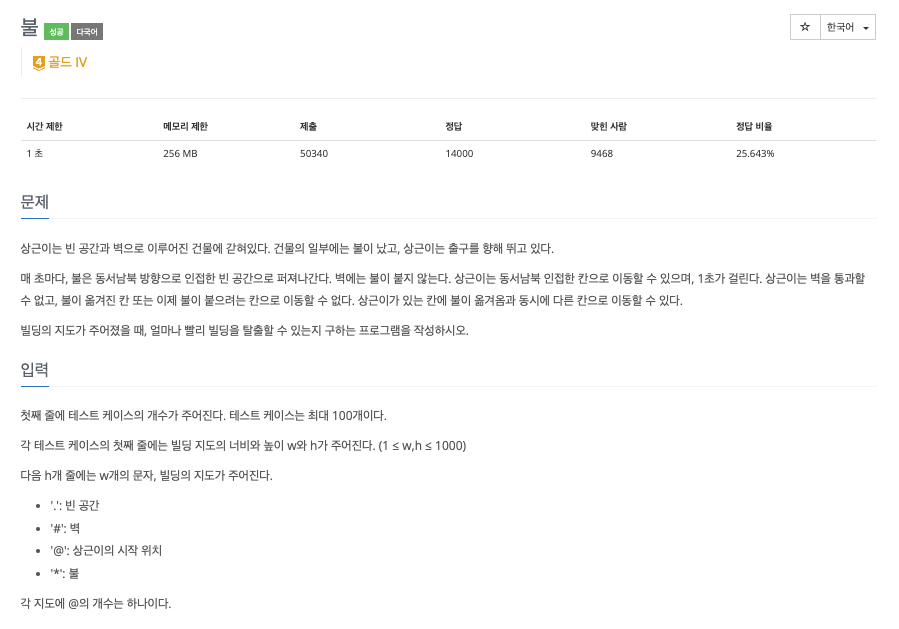 불 성공 다국어
☆ 한국어
4 골드 IV
시간 제한 메모리 제한 제출 정답 맞힌 사람 정답 비율
1 초 256 MB 50340 14000 9468 25.643%
문제
상근이는 빈 공간과 벽으로 이루어진 건물에 갇혀있다. 건물의 일부에는 불이 났고, 상근이는 출구를 향해 뛰고 있다.
매 초마다, 불은 동서남북 방향으로 인접한 빈 공간으로 퍼져나간다. 벽에는 불이 붙지 않는다. 상근이는 동서남북 인접한 칸으로 이동할 수 있으며, 1초가 걸린다. 상근이는 벽을 통과할
수 없고, 불이 옮겨진 칸 또는 이제 불이 붙으려는 칸으로 이동할 수 없다. 상근이가 있는 칸에 불이 옮겨옴과 동시에 다른 칸으로 이동할 수 있다.
빌딩의 지도가 주어졌을 때, 얼마나 빨리 빌딩을 탈출할 수 있는지 구하는 프로그램을 작성하시오.
입력
첫째 줄에 테스트 케이스의 개수가 주어진다. 테스트 케이스는 최대 100개이다.
각 테스트 케이스의 첫째 줄에는 빌딩 지도의 너비와 높이 w와 h가 주어진다. (1 ≤ w,h ≤ 1000)
다음 h개 줄에는 w개의 문자, 빌딩의 지도가 주어진다.
• '.': 빈 공간
• '#': 벽
• '@': 상근이의 시작 위치
• '*': 불
각 지도에 @의 개수는 하나이다.